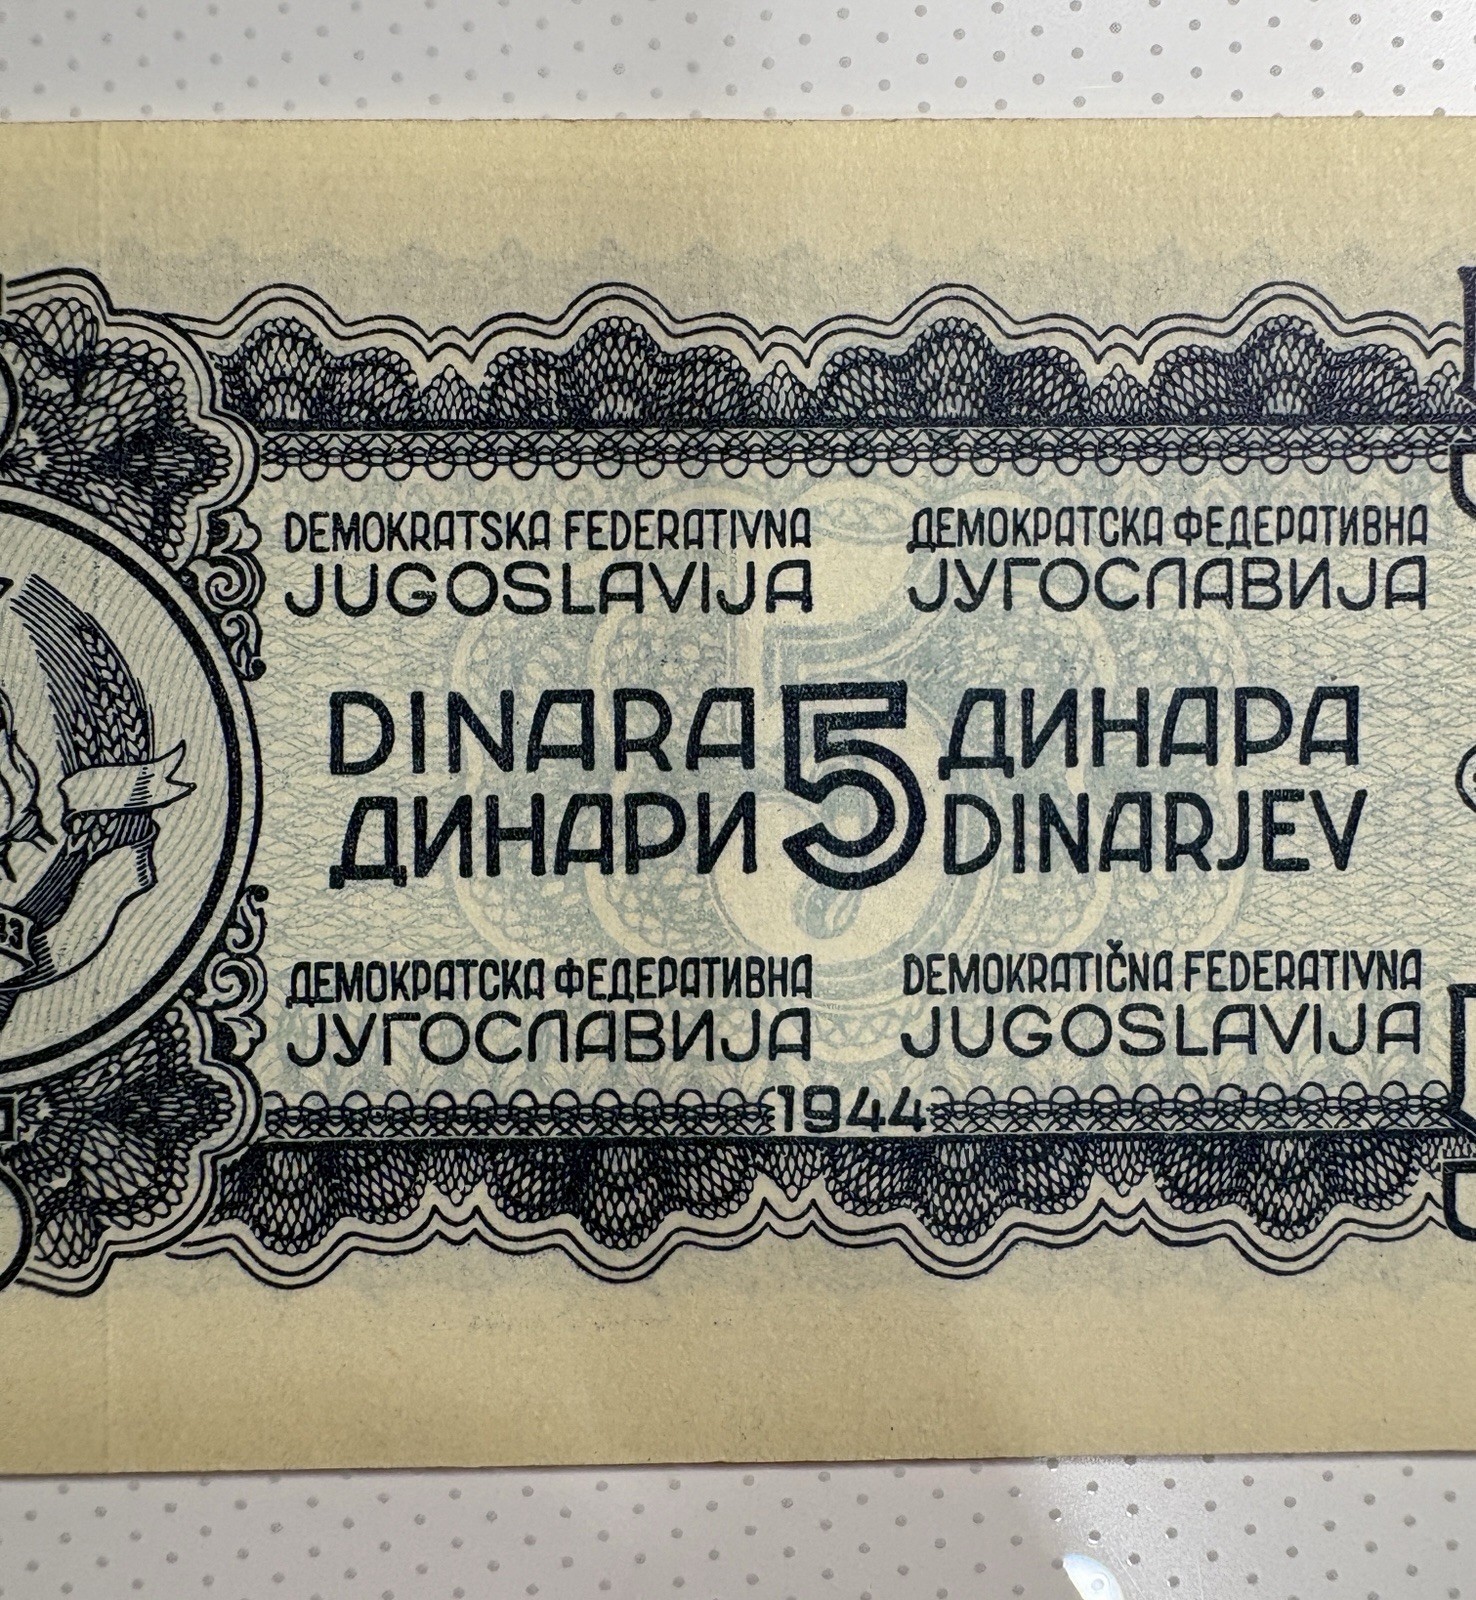 DEMOKRATSKA FEDERATIVNA
JUGOSLAVIJA
ДЕМОКРАТСКА ФЕДЕРАТИВНА
ЈУГОСЛАВИЈА
DINARA 5 ДИНАРА
ДИНАРИ DINARJEV
ДЕМОКРАТСКА ФЕДЕРАТИВНА
ЈУГОСЛАВИЈА
DEMOKRATIČNA FEDERATIVNA
JUGOSLAVIJA
1944